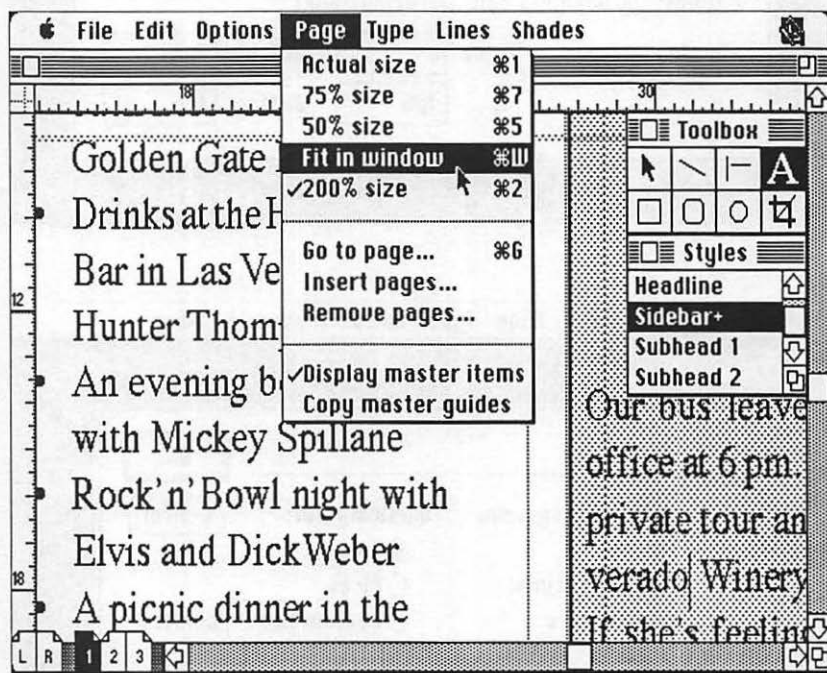 File Edit Options Page Type Lines Shades
Actual size ⌘1
75% size ⌘7
50% size ⌘5
Fit in window ⌘W
✓200% size ⌘2
Go to page... ⌘G
Insert pages...
Remove pages...
✓Display master items
Copy master guides
18
30
12
18
Golden Gate
Drinks at the H
Bar in Las Ve
Hunter Thom
An evening b
with Mickey Spillane
Rock'n'Bowl night with
Elvis and Dick Weber
A picnic dinner in the
Toolbox
A
Styles
Headline
Sidebar+
Subhead 1
Subhead 2
Our bus leave
office at 6 pm.
private tour an
verado Winery
If she's feeling
L R 1 2 3